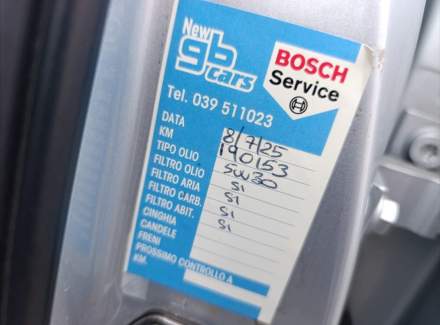 New
gb
cars
BOSCH
Service
Tel. 039 511023
DATA 8/7/25
KM 190153
TIPO OLIO 5W30
FILTRO OLIO si
FILTRO ARIA si
FILTRO CARB. si
FILTRO ABIT. si
CINGHIA
CANDELE
FRENI
PROSSIMO CONTROLLO A
KM.